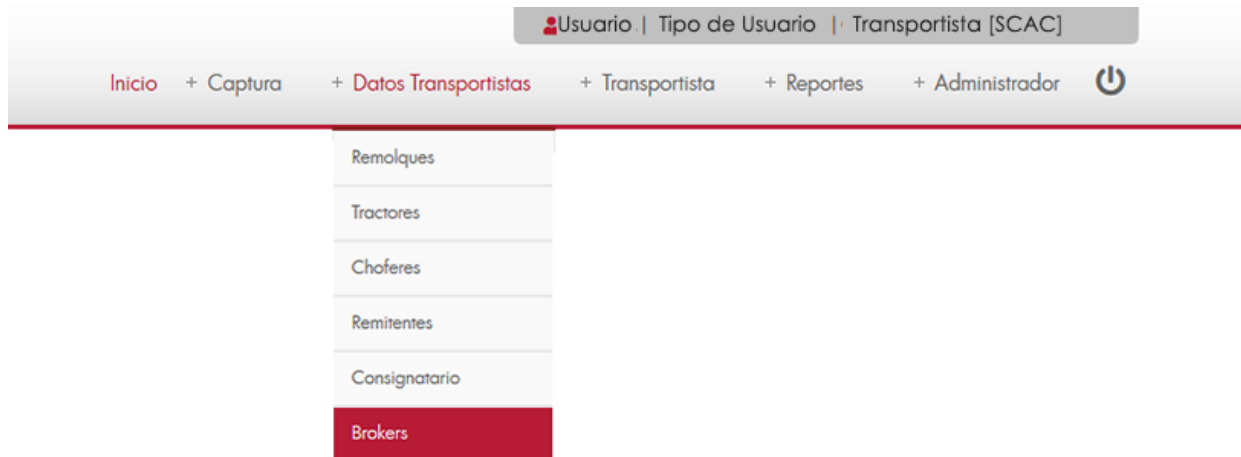 Usuario | Tipo de Usuario | Transportista [SCAC]
Inicio + Captura + Datos Transportistas + Transportista + Reportes + Administrador
Remolques
Tractores
Choferes
Remitentes
Consignatario
Brokers